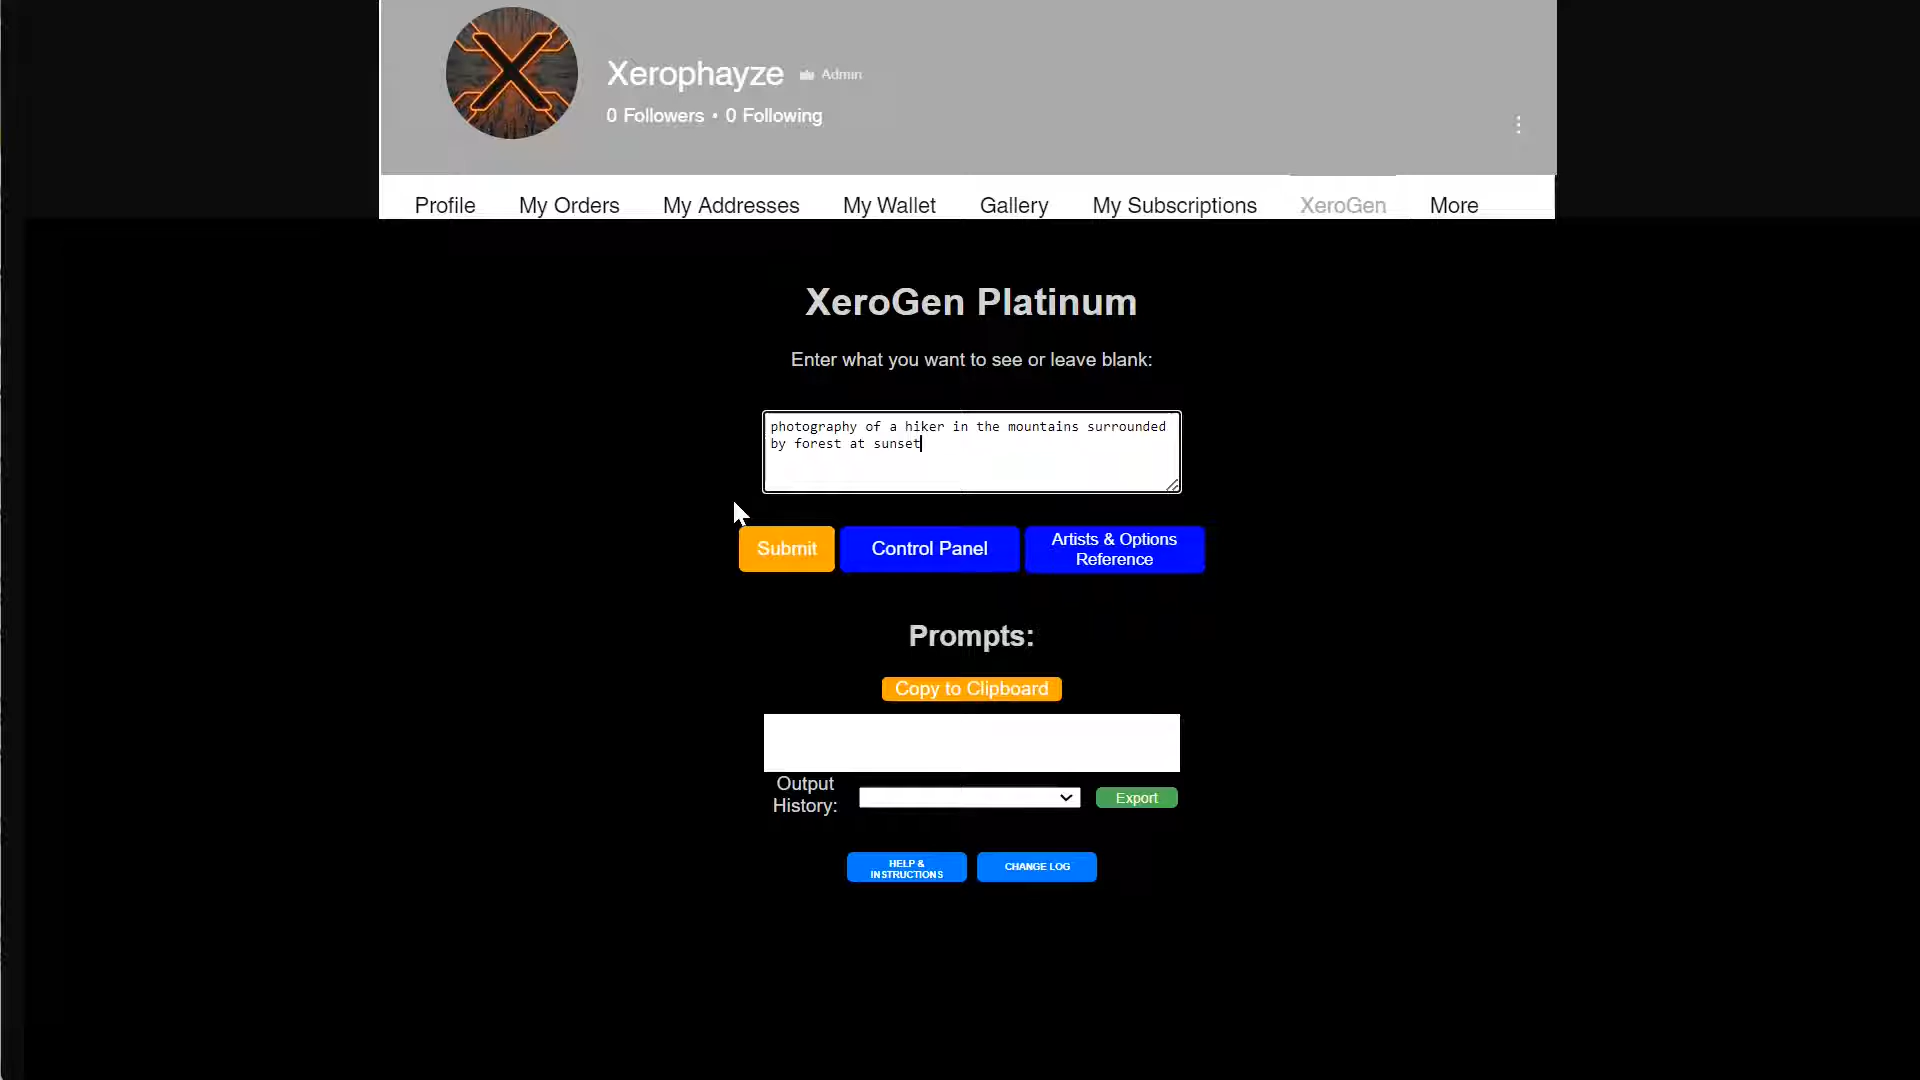 Xerophayze Admin
0 Followers • 0 Following
Profile My Orders My Addresses My Wallet Gallery My Subscriptions XeroGen More
XeroGen Platinum
Enter what you want to see or leave blank:
photography of a hiker in the mountains surrounded
by forest at sunset
Submit Control Panel Artists & Options
Reference
Prompts:
Copy to Clipboard
Output
History: Export
HELP &
INSTRUCTIONS CHANGE LOG